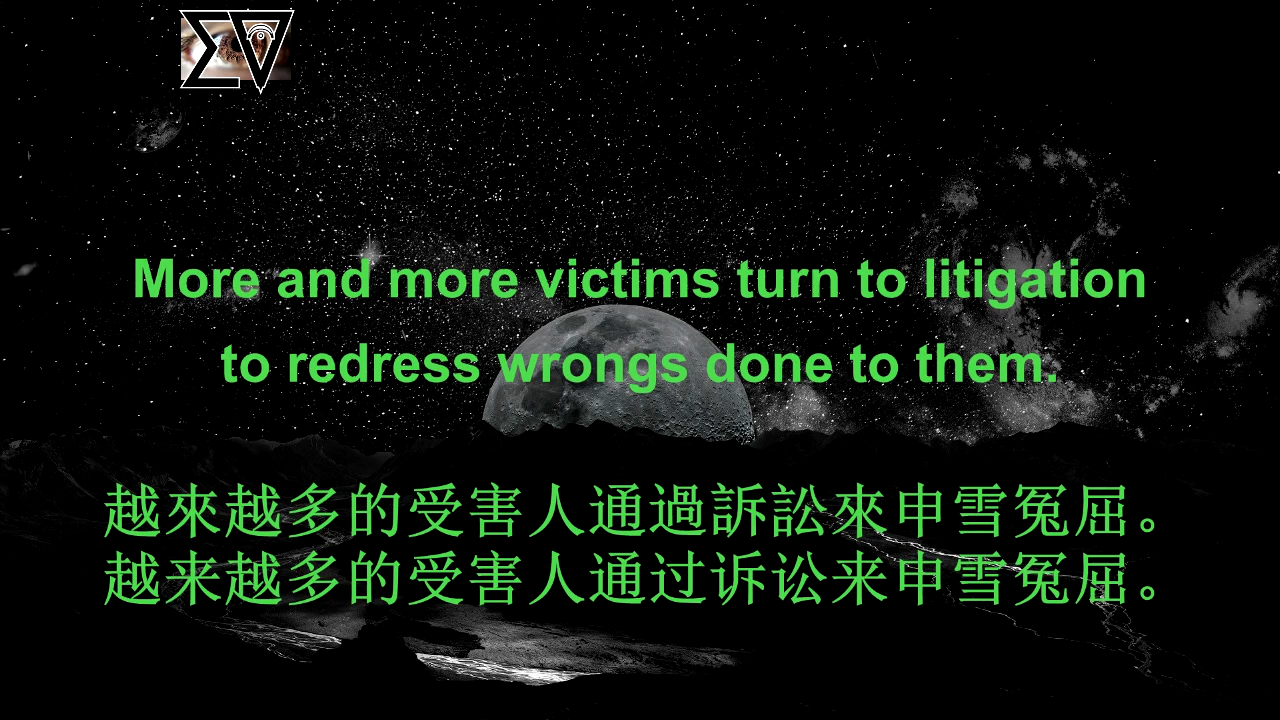 ΣV
More and more victims turn to litigation
to redress wrongs done to them.
越來越多的受害人通過訴訟來申雪冤屈。
越来越多的受害人通过诉讼来申雪冤屈。